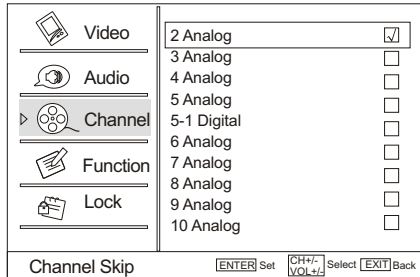 Video
Audio
Channel
Function
Lock
2 Analog
3 Analog
4 Analog
5 Analog
5-1 Digital
6 Analog
7 Analog
8 Analog
9 Analog
10 Analog
Channel Skip
ENTER Set
CH+/-
VOL+/-
Select
EXIT Back